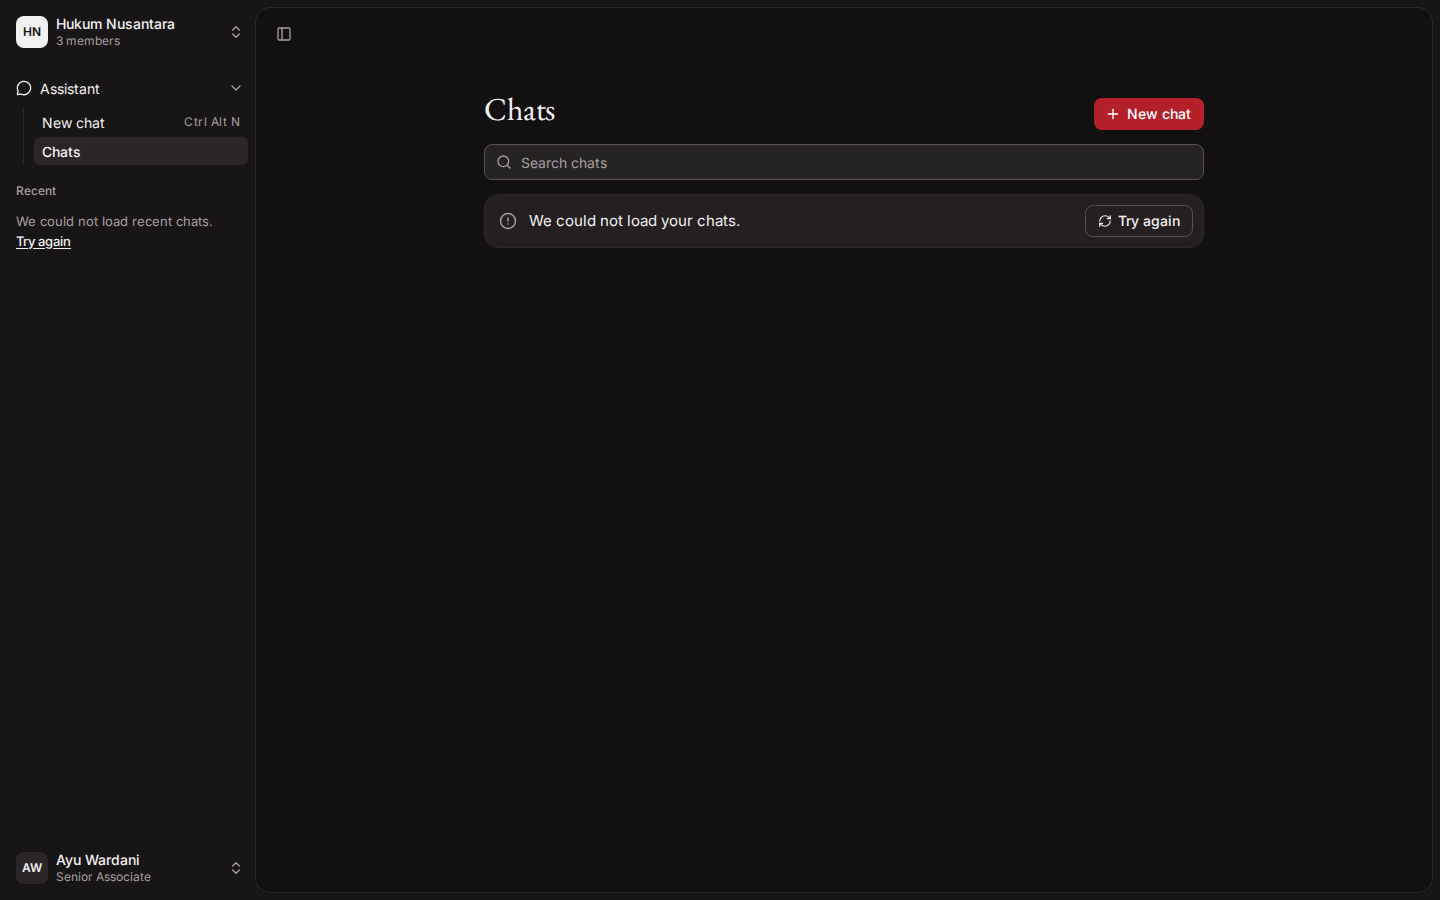 HN
Hukum Nusantara
3 members
Assistant
New chat
Ctrl Alt N
Chats
Recent
We could not load recent chats.
Try again
Chats
New chat
Search chats
We could not load your chats.
Try again
AW
Ayu Wardani
Senior Associate